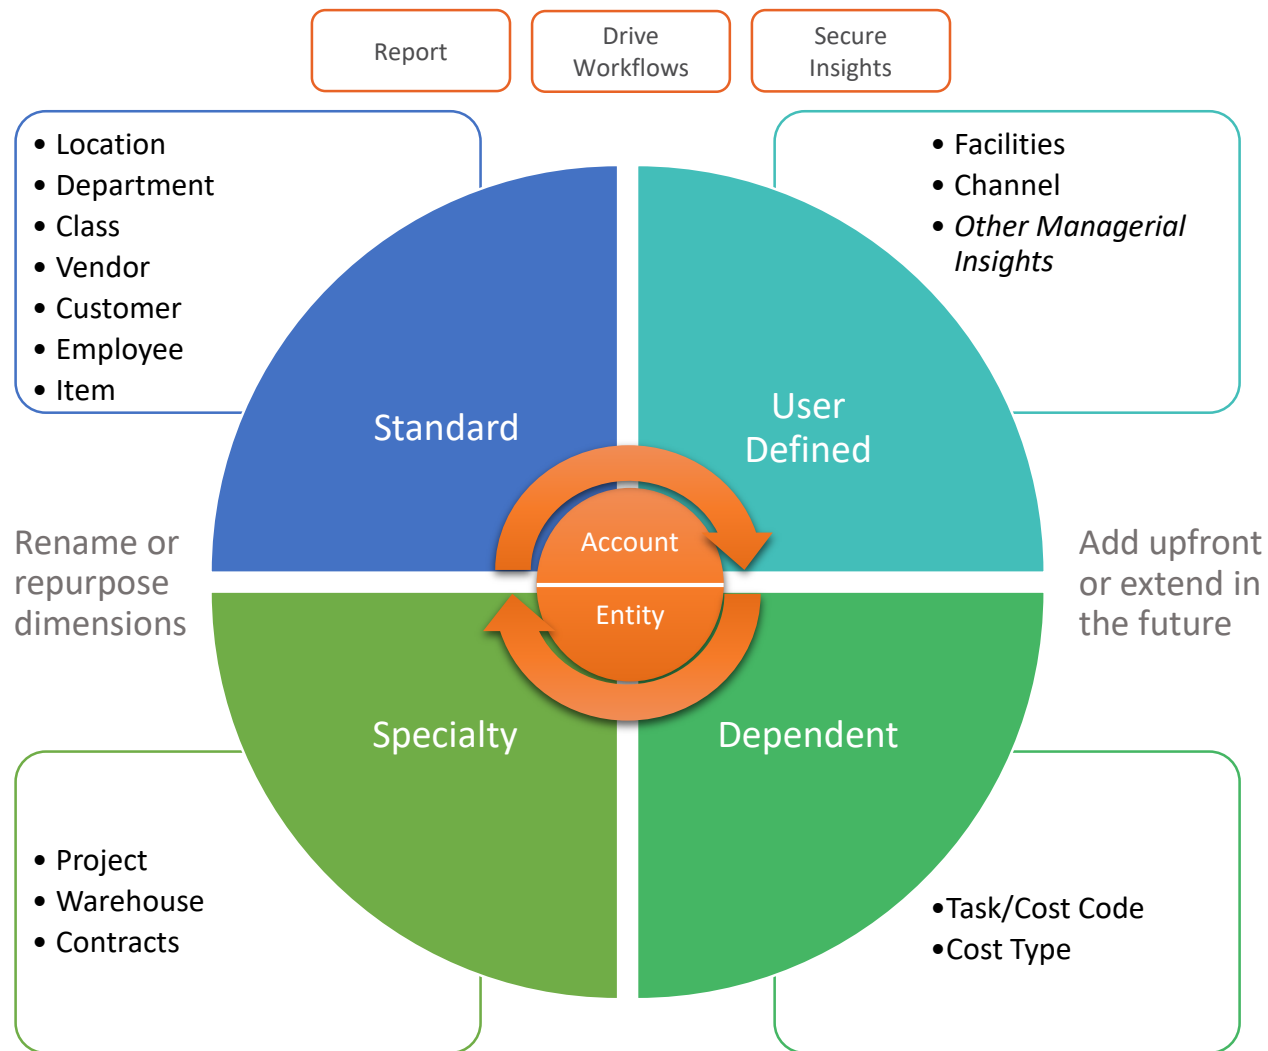 Report
Drive
Workflows
Secure
Insights
• Location
• Department
• Class
• Vendor
• Customer
• Employee
• Item
• Facilities
• Channel
• Other Managerial
Insights
Standard
User
Defined
Account
Entity
Rename or
repurpose
dimensions
Add upfront
or extend in
the future
Specialty
Dependent
• Project
• Warehouse
• Contracts
•Task/Cost Code
•Cost Type